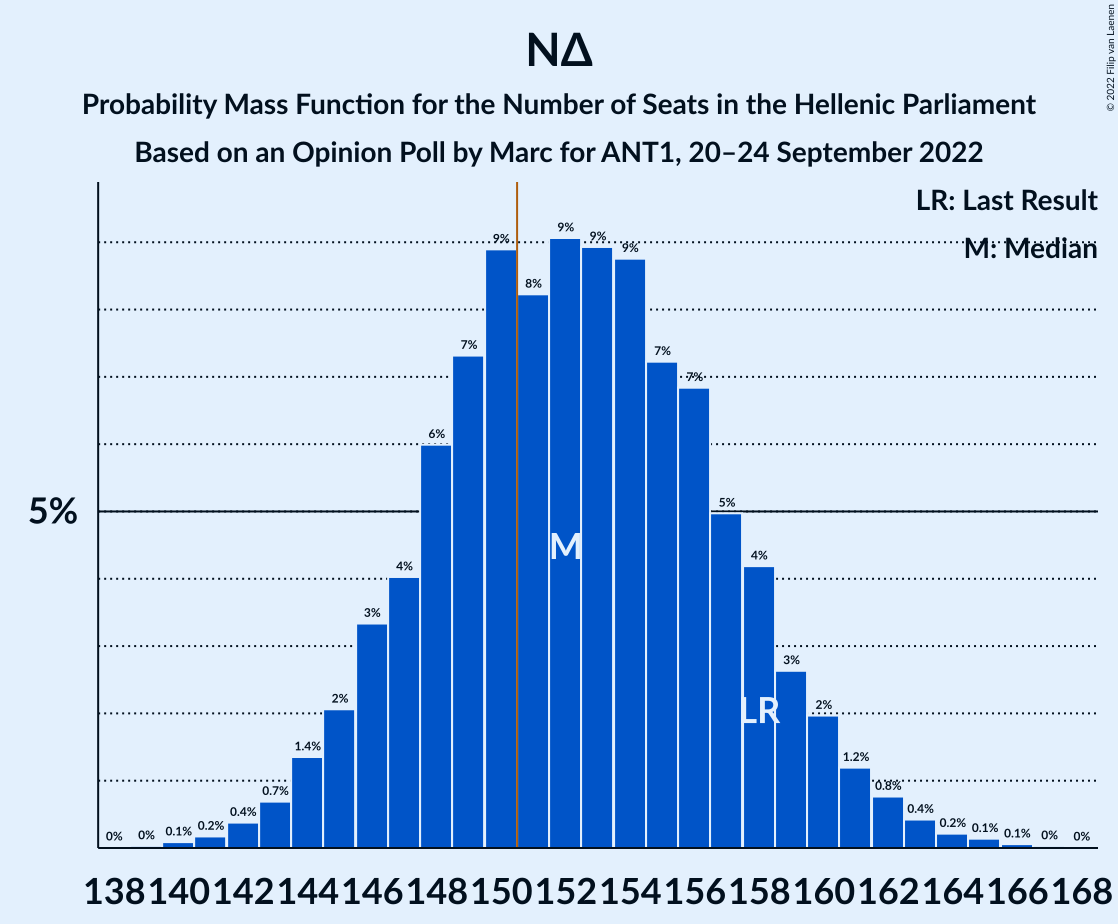 © 2022 Filip van Laenen
NΔ
Probability Mass Function for the Number of Seats in the Hellenic Parliament
Based on an Opinion Poll by Marc for ANT1, 20–24 September 2022
LR: Last Result
M: Median
5%
0% 0% 0.1% 0.2% 0.4% 0.7% 1.4% 2% 3% 4% 6% 7% 9% 8% 9% 9% 9% 7% 7% 5% 4% 3% 2% 1.2% 0.8% 0.4% 0.2% 0.1% 0.1% 0% 0%
M
LR
138 140 142 144 146 148 150 152 154 156 158 160 162 164 166 168